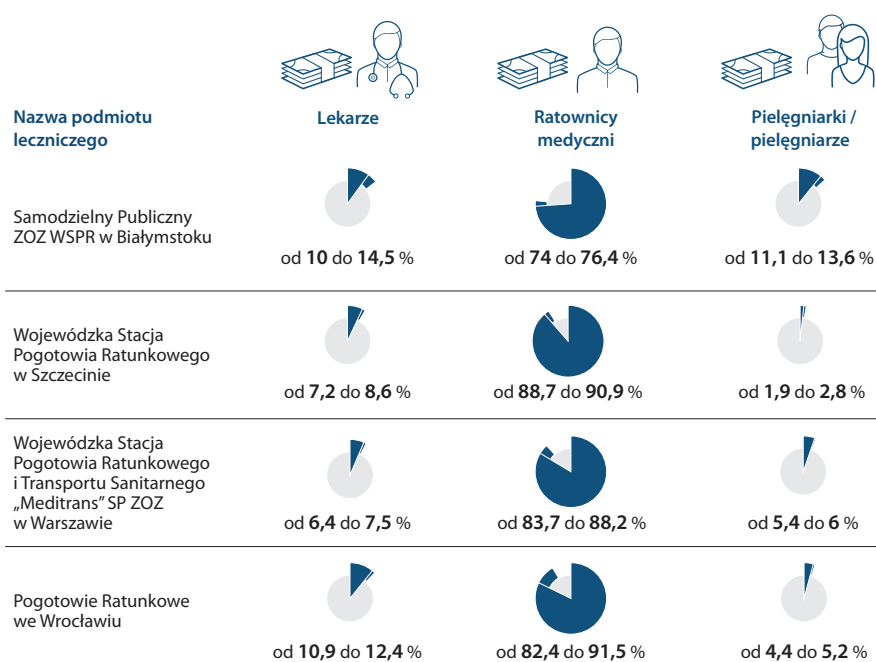 Nazwa podmiotu
leczniczego
Lekarze
Ratownicy
medyczni
Pielęgniarki /
pielęgniarze
Samodzielny Publiczny
ZOZ WSPR w Białymstoku
od 10 do 14,5 %
od 74 do 76,4 %
od 11,1 do 13,6 %
Wojewódzka Stacja
Pogotowia Ratunkowego
w Szczecinie
od 7,2 do 8,6 %
od 88,7 do 90,9 %
od 1,9 do 2,8 %
Wojewódzka Stacja
Pogotowia Ratunkowego
i Transportu Sanitarnego
„Meditrans” SP ZOZ
w Warszawie
od 6,4 do 7,5 %
od 83,7 do 88,2 %
od 5,4 do 6 %
Pogotowie Ratunkowe
we Wrocławiu
od 10,9 do 12,4 %
od 82,4 do 91,5 %
od 4,4 do 5,2 %